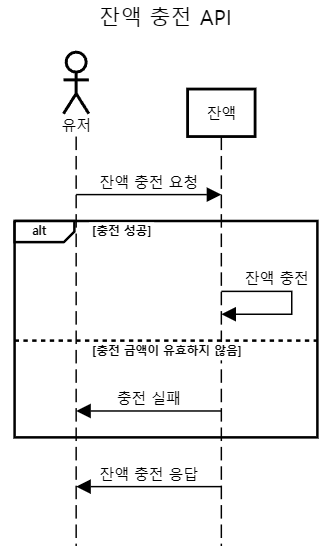 잔액 충전 API
유저
잔액
잔액 충전 요청
alt
[충전 성공]
잔액 충전
[충전 금액이 유효하지 않음]
충전 실패
잔액 충전 응답